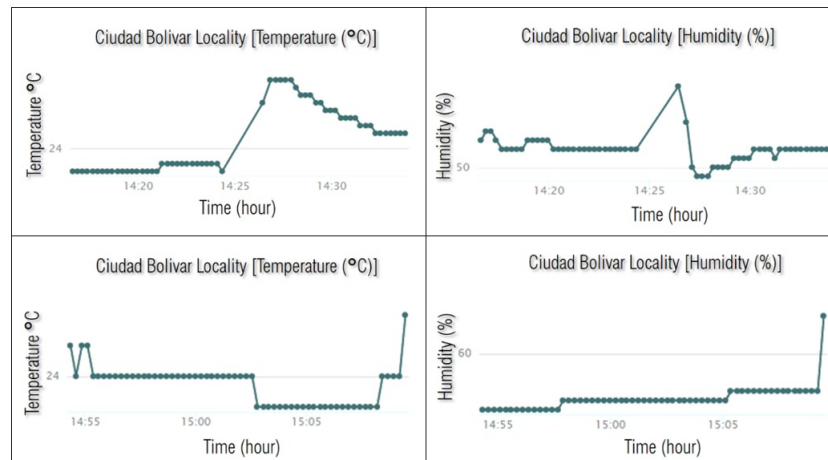 Ciudad Bolivar Locality [Temperature (°C)]
Temperature °C
24
14:20 14:25 14:30
Time (hour)
Ciudad Bolivar Locality [Humidity (%)]
Humidity (%)
50
14:20 14:25 14:30
Time (hour)
Ciudad Bolivar Locality [Temperature (°C)]
Temperature °C
24
14:55 15:00 15:05
Time (hour)
Ciudad Bolivar Locality [Humidity (%)]
Humidity (%)
60
14:55 15:00 15:05
Time (hour)